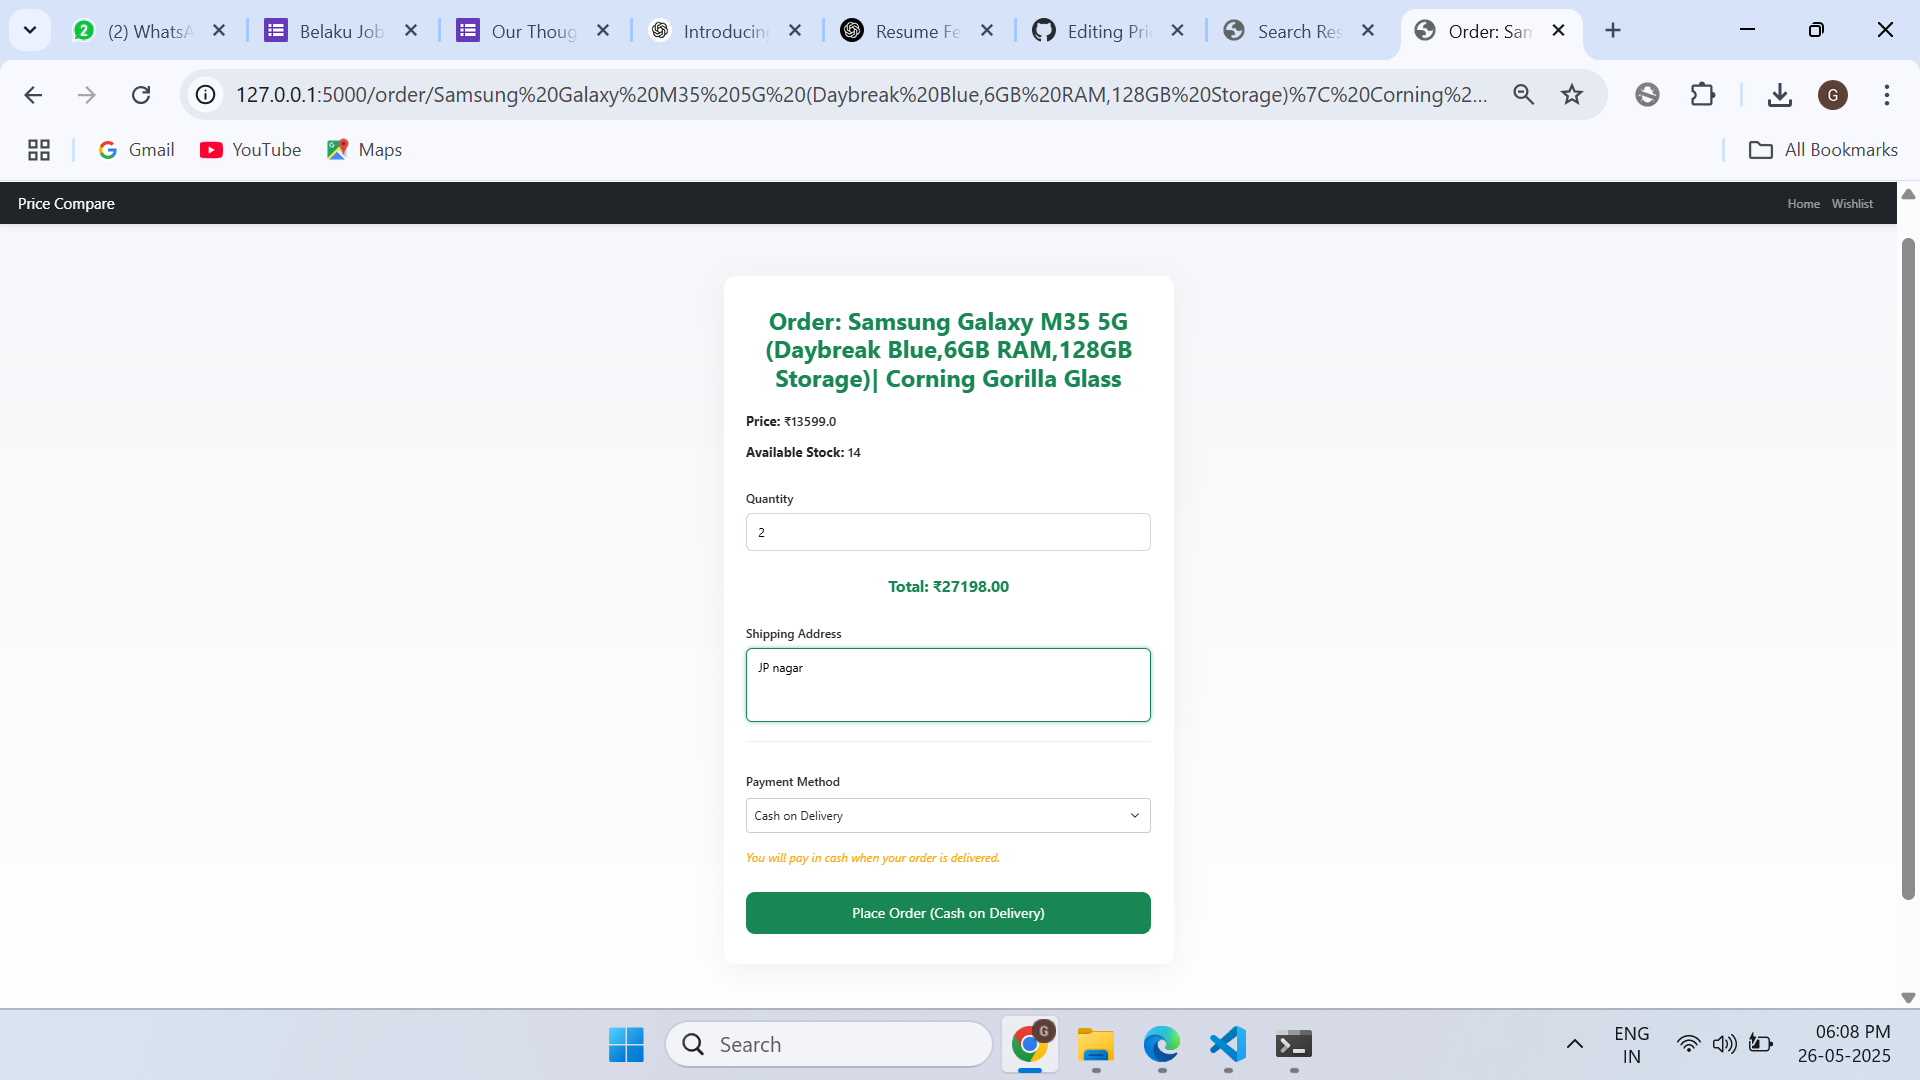 2
(2) WhatsA
Belaku Job
Our Thoug
Introducing
Resume Fe
Editing Pri
Search Res
Order: Sam
127.0.0.1:5000/order/Samsung%20Galaxy%20M35%205G%20(Daybreak%20Blue,6GB%20RAM,128GB%20Storage)%7C%20Corning%2...
G
Gmail
YouTube
Maps
All Bookmarks
Price Compare
Home
Wishlist
Order: Samsung Galaxy M35 5G
(Daybreak Blue,6GB RAM,128GB
Storage)| Corning Gorilla Glass
Price: ₹13599.0
Available Stock: 14
Quantity
2
Total: ₹27198.00
Shipping Address
JP nagar
Payment Method
Cash on Delivery
You will pay in cash when your order is delivered.
Place Order (Cash on Delivery)
Search
G
ENG
IN
06:08 PM
26-05-2025